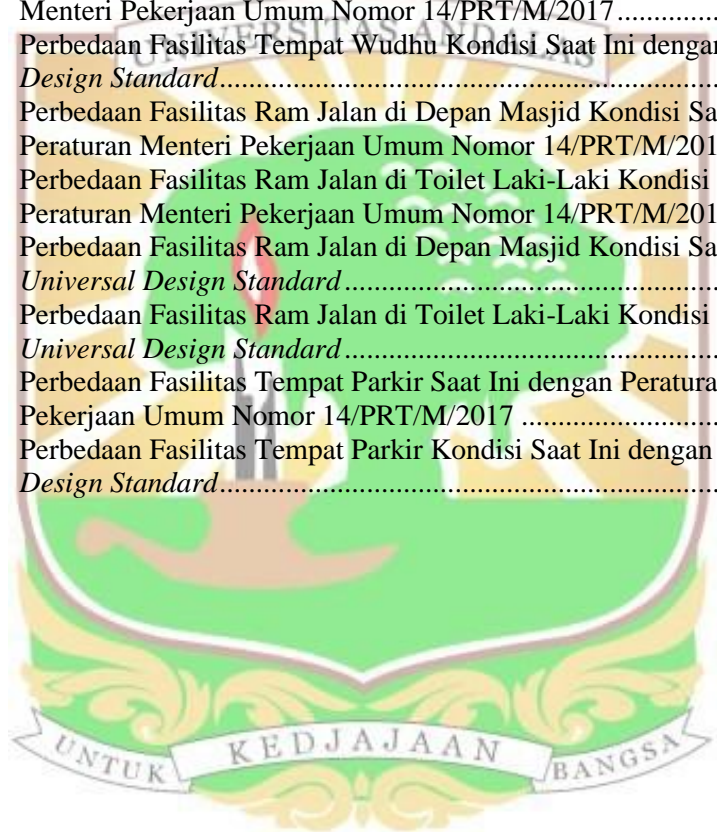 Menteri Pekerjaan Umum Nomor 14/PRT/M/2017................
UNIVERSITAS ANDALAS
Perbedaan Fasilitas Tempat Wudhu Kondisi Saat Ini dengan
Design Standard................................................................
Perbedaan Fasilitas Ram Jalan di Depan Masjid Kondisi Sa
Peraturan Menteri Pekerjaan Umum Nomor 14/PRT/M/201
Perbedaan Fasilitas Ram Jalan di Toilet Laki-Laki Kondisi
Peraturan Menteri Pekerjaan Umum Nomor 14/PRT/M/201
Perbedaan Fasilitas Ram Jalan di Depan Masjid Kondisi Sa
Universal Design Standard................................................
Perbedaan Fasilitas Ram Jalan di Toilet Laki-Laki Kondisi
Universal Design Standard................................................
Perbedaan Fasilitas Tempat Parkir Saat Ini dengan Peratura
Pekerjaan Umum Nomor 14/PRT/M/2017 ..........................
Perbedaan Fasilitas Tempat Parkir Kondisi Saat Ini dengan
Design Standard................................................................
UNTUK KEDJAJAAN BANGSA